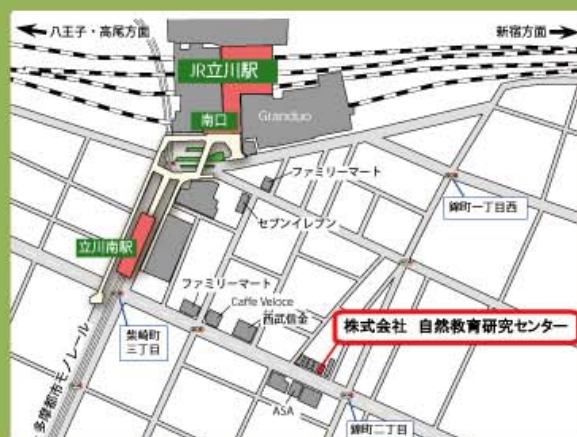 八王子・高尾方面
新宿方面
JR立川駅
南口
Granduo
ファミリーマート
錦町一丁目西
セブンイレブン
立川南駅
ファミリーマート
Caffe Veloce
西武信金
株式会社 自然教育研究センター
柴崎町
三丁目
多摩都市モノレール
ASA
錦町二丁目